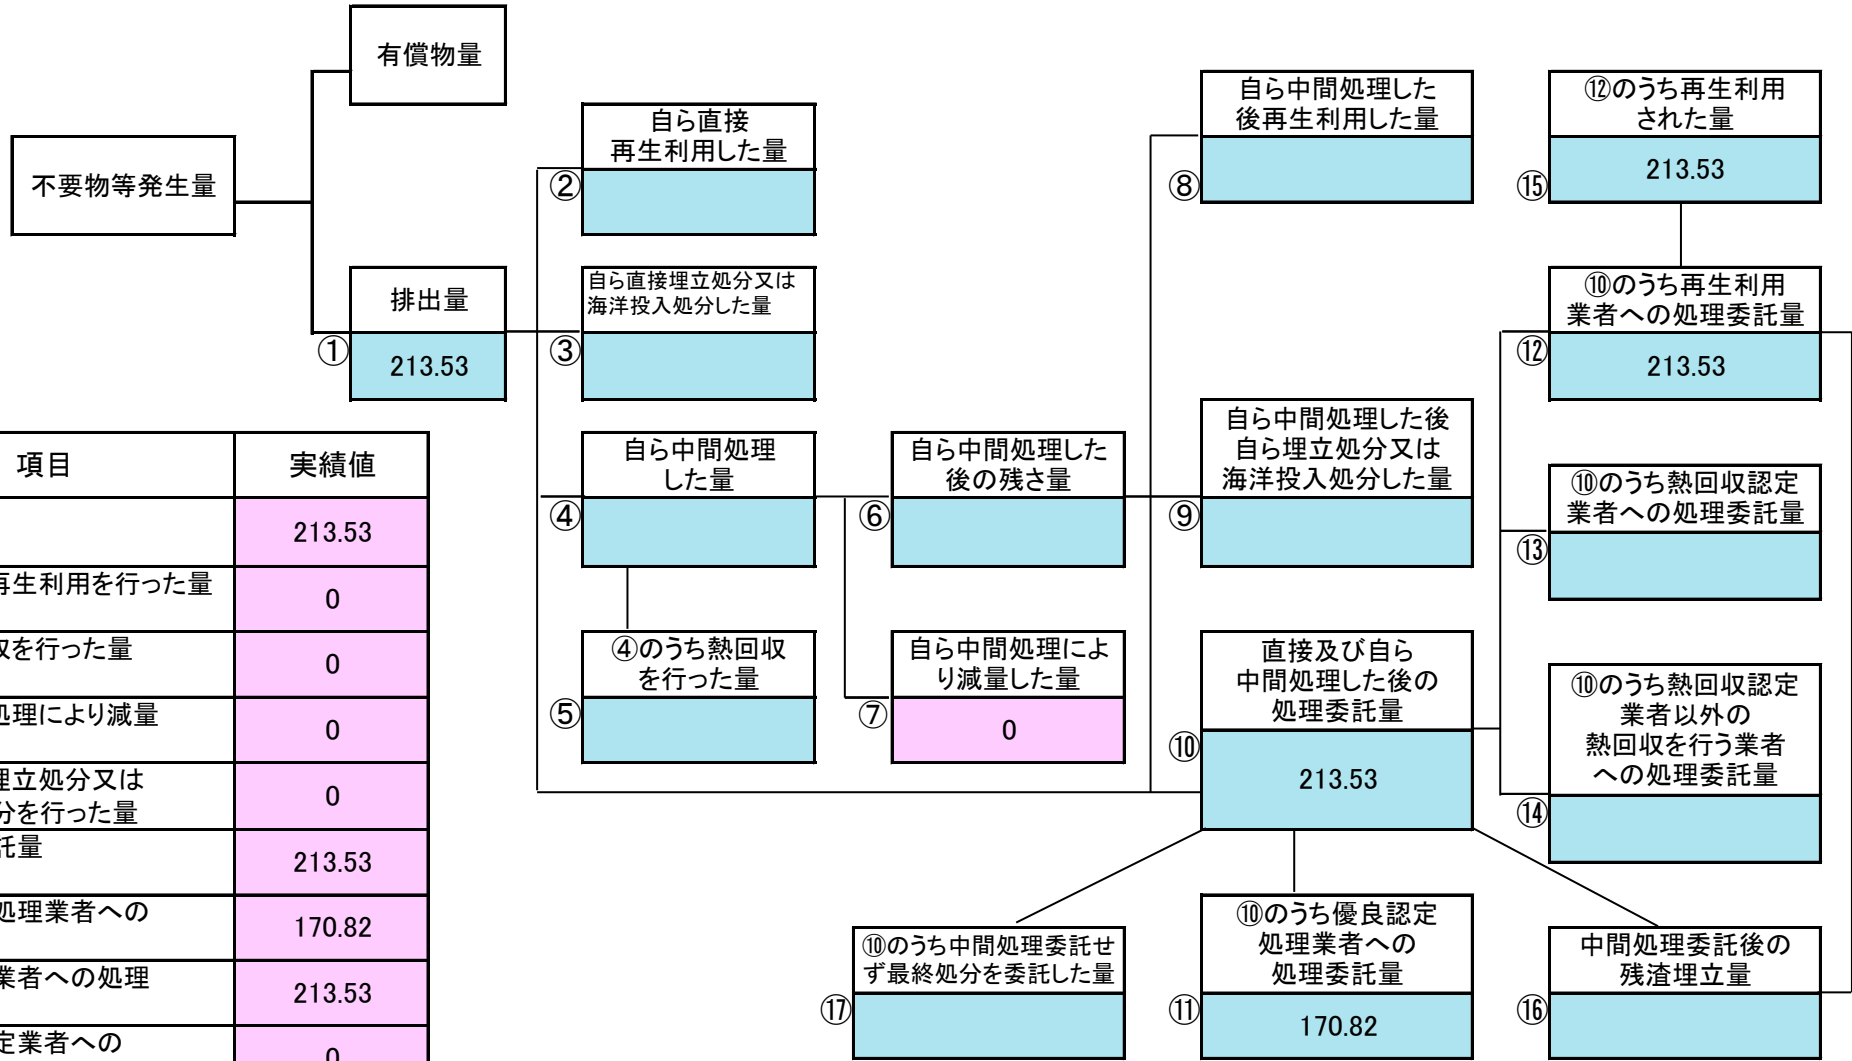 有償物量
不要物等発生量
排出量
①
213.53
自ら直接
再生利用した量
②
自ら直接埋立処分又は
海洋投入処分した量
③
自ら中間処理
した量
④
④のうち熱回収
を行った量
⑤
自ら中間処理した
後の残さ量
⑥
自ら中間処理によ
り減量した量
⑦
0
自ら中間処理した
後再生利用した量
⑧
自ら中間処理した後
自ら埋立処分又は
海洋投入処分した量
⑨
直接及び自ら
中間処理した後の
処理委託量
⑩
213.53
⑩のうち優良認定
処理業者への
処理委託量
⑪
170.82
⑩のうち中間処理委託せ
ず最終処分を委託した量
⑰
⑫のうち再生利用
された量
⑮
213.53
⑩のうち再生利用
業者への処理委託量
⑫
213.53
⑩のうち熱回収認定
業者への処理委託量
⑬
⑩のうち熱回収認定
業者以外の
熱回収を行う業者
への処理委託量
⑭
中間処理委託後の
残渣埋立量
⑯
項目 実績値
213.53
再生利用を行った量 0
を行った量 0
処理により減量 0
埋立処分又は
分を行った量 0
託量 213.53
処理業者への 170.82
業者への処理 213.53
定業者への 0